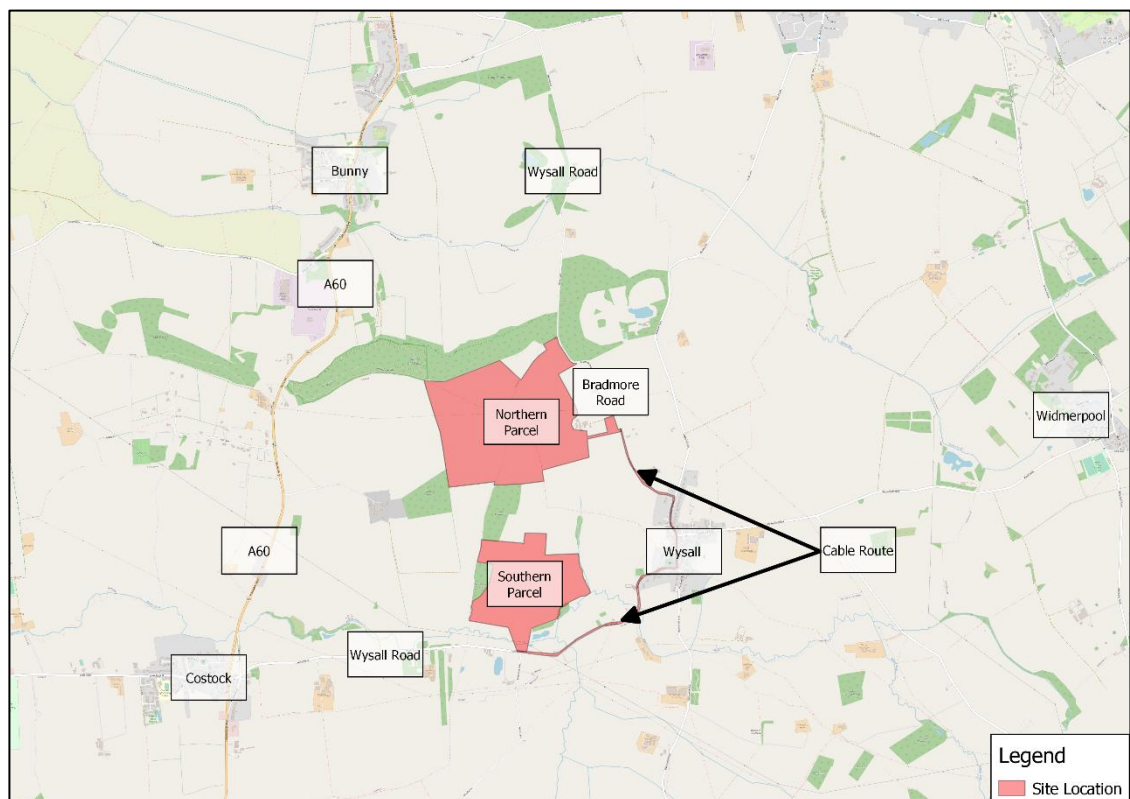 Bunny
Wysall Road
A60
Bradmore
Road
Northern
Parcel
Widmerpool
A60
Wysall
Cable Route
Southern
Parcel
Wysall Road
Costock
Legend
Site Location